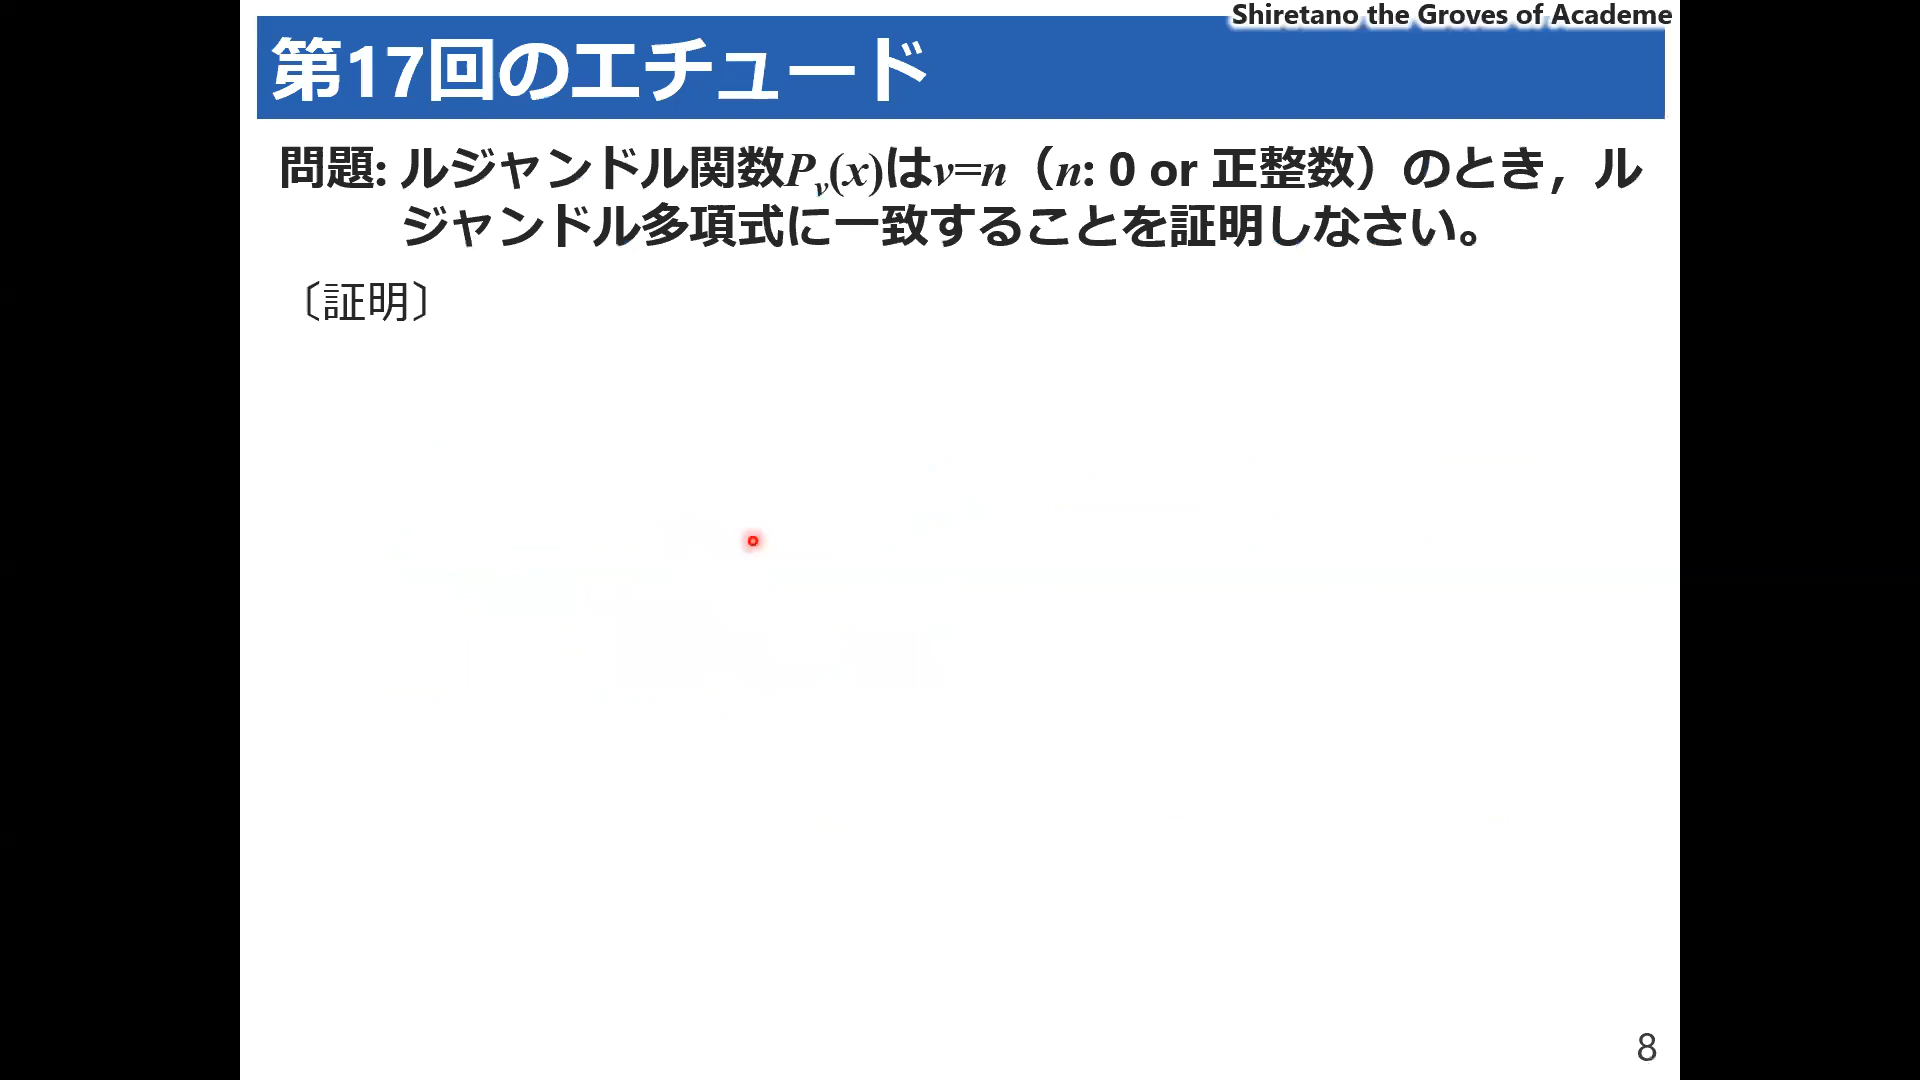 Shiretano the Groves of Academe
第17回のエチュード
問題: ルジャンドル関数Pν(x)はν=n（n: 0 or 正整数）のとき，ル
ジャンドル多項式に一致することを証明しなさい。
〔証明〕
8